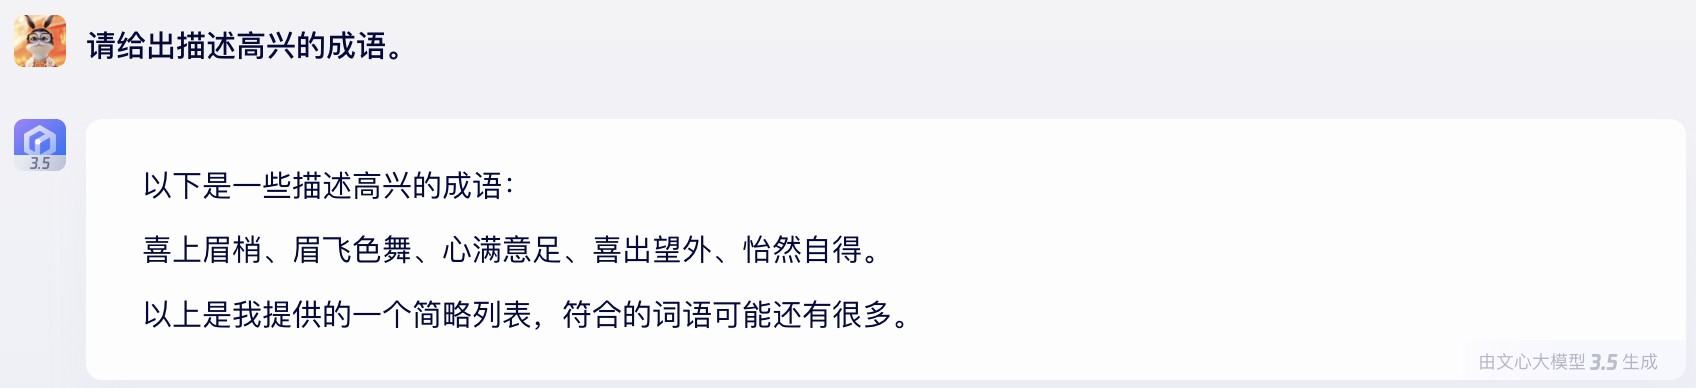 请给出描述高兴的成语。
3.5
以下是一些描述高兴的成语：
喜上眉梢、眉飞色舞、心满意足、喜出望外、怡然自得。
以上是我提供的一个简略列表，符合的词语可能还有很多。
由文心大模型 3.5 生成